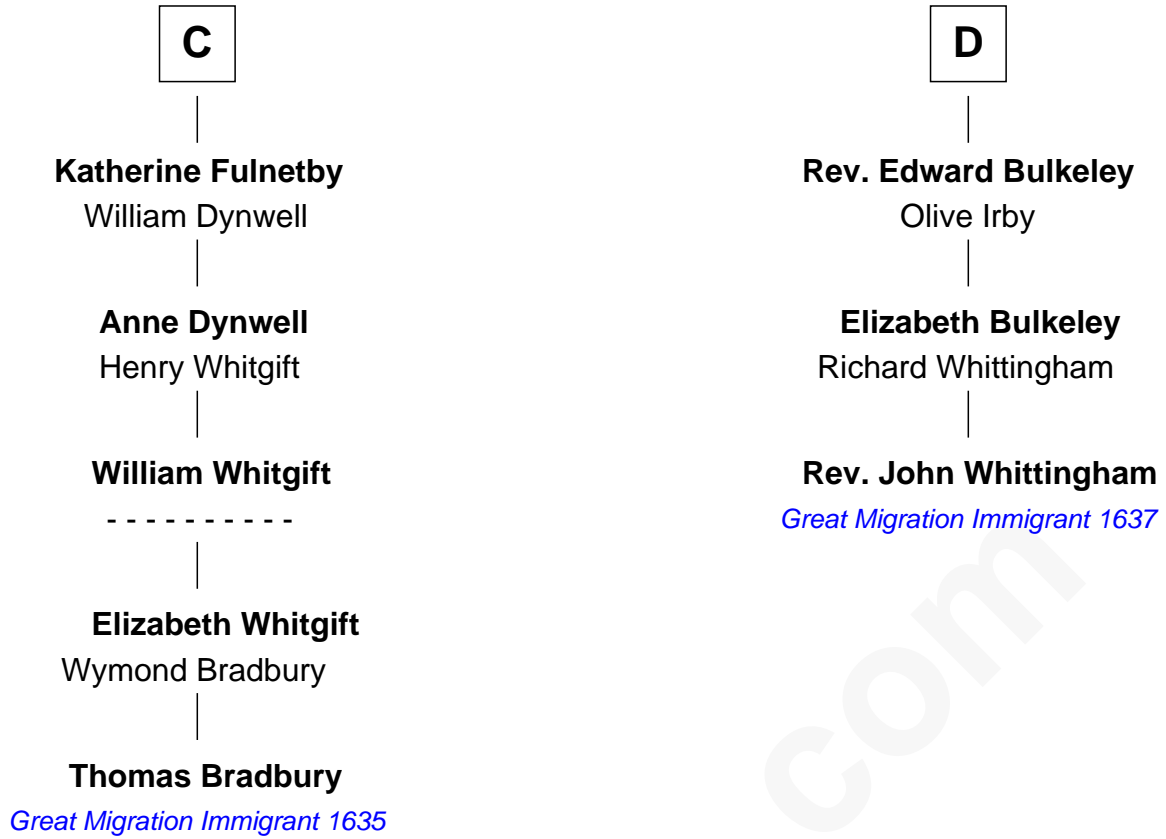 C
Katherine Fulnetby
William Dynwell
Anne Dynwell
Henry Whitgift
William Whitgift
- - - - - - - - - -
Elizabeth Whitgift
Wymond Bradbury
Thomas Bradbury
Great Migration Immigrant 1635
D
Rev. Edward Bulkeley
Olive Irby
Elizabeth Bulkeley
Richard Whittingham
Rev. John Whittingham
Great Migration Immigrant 1637
com